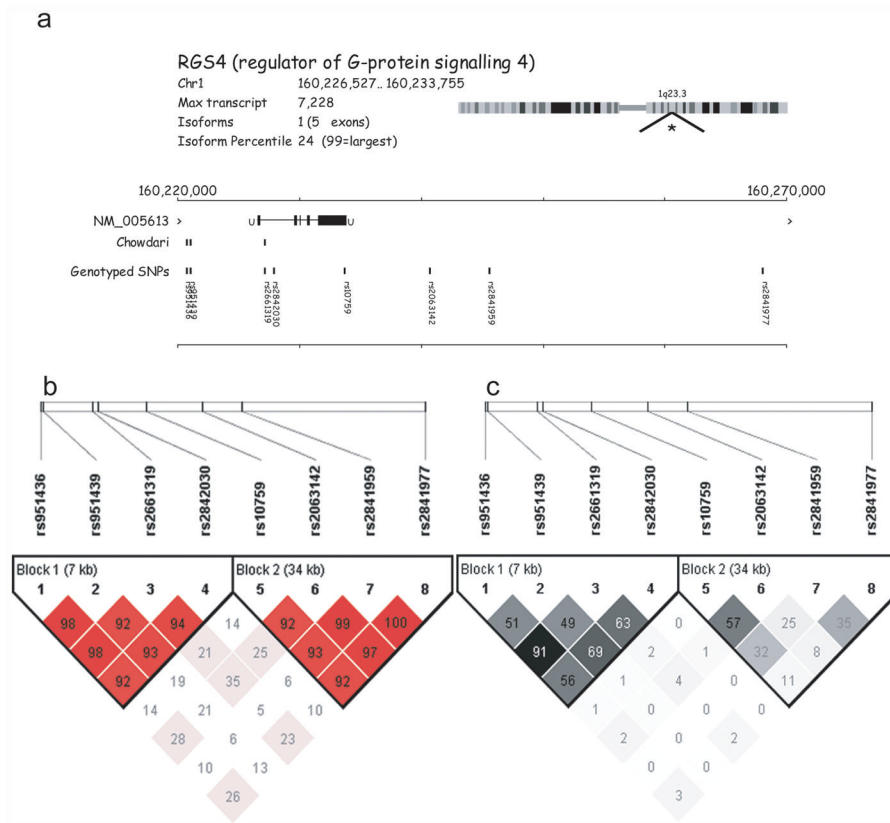 a
RGS4 (regulator of G-protein signalling 4)
Chr1 160,226,527.. 160,233,755
Max transcript 7,228
Isoforms 1 (5 exons)
Isoform Percentile 24 (99=largest)
1q23.3
*
160,220,000 160,270,000
NM_005613 U U
Chowdari
Genotyped SNPs
rs951436 rs951439 rs2661319 rs2842030 rs10759 rs2063142 rs2841959 rs2841977
b
rs951436 rs951439 rs2661319 rs2842030 rs10759 rs2063142 rs2841959 rs2841977
Block 1 (7 kb) Block 2 (34 kb)
1 2 3 4 5 6 7 8
98 92 94 14 92 99 100
98 93 21 25 93 97
92 19 35 6 92
14 21 5 10
28 6 23
10 13
26
c
rs951436 rs951439 rs2661319 rs2842030 rs10759 rs2063142 rs2841959 rs2841977
Block 1 (7 kb) Block 2 (34 kb)
1 2 3 4 5 6 7 8
51 49 63 0 57 25 35
91 69 2 1 32 8
56 1 4 0 11
1 0 0 0
2 0 2
0 0
3